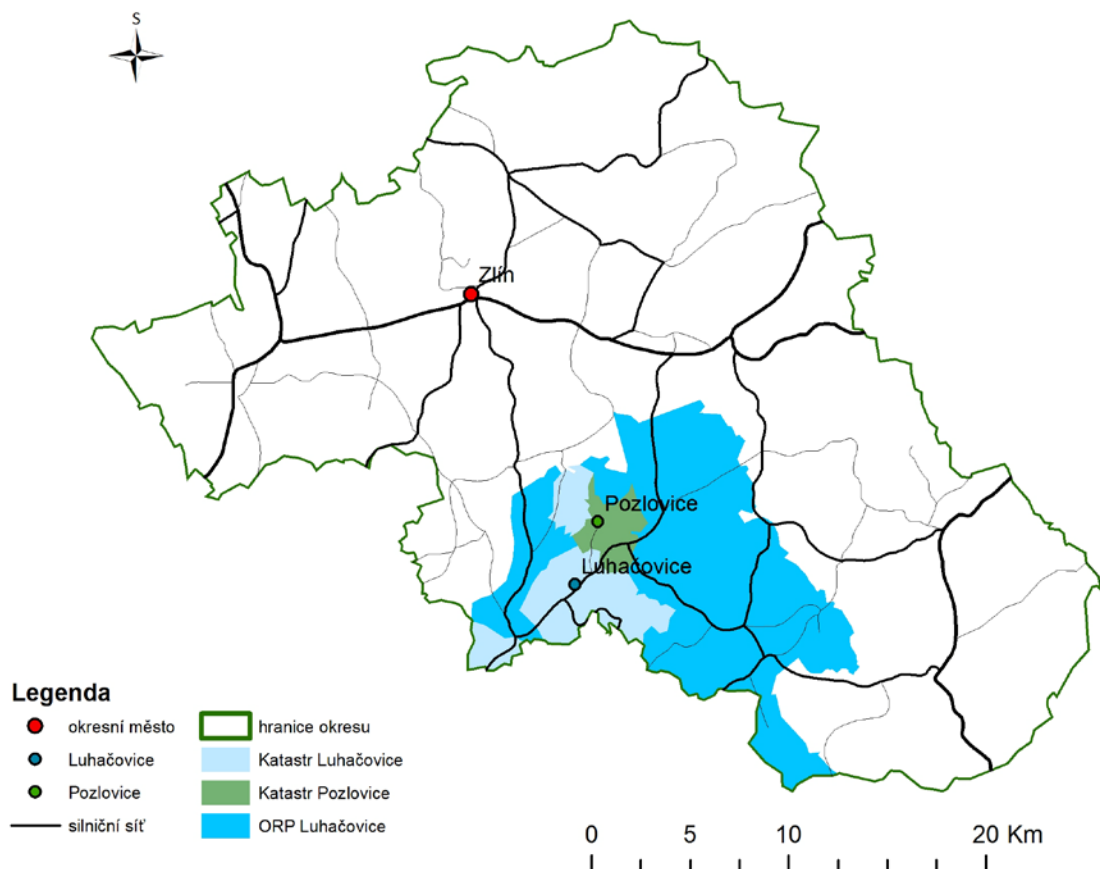 S
Zlín
Pozlovice
Luhačovice
Legenda
okresní město
Luhačovice
Pozlovice
silniční síť
hranice okresu
Katastr Luhačovice
Katastr Pozlovice
ORP Luhačovice
0 5 10 20 Km